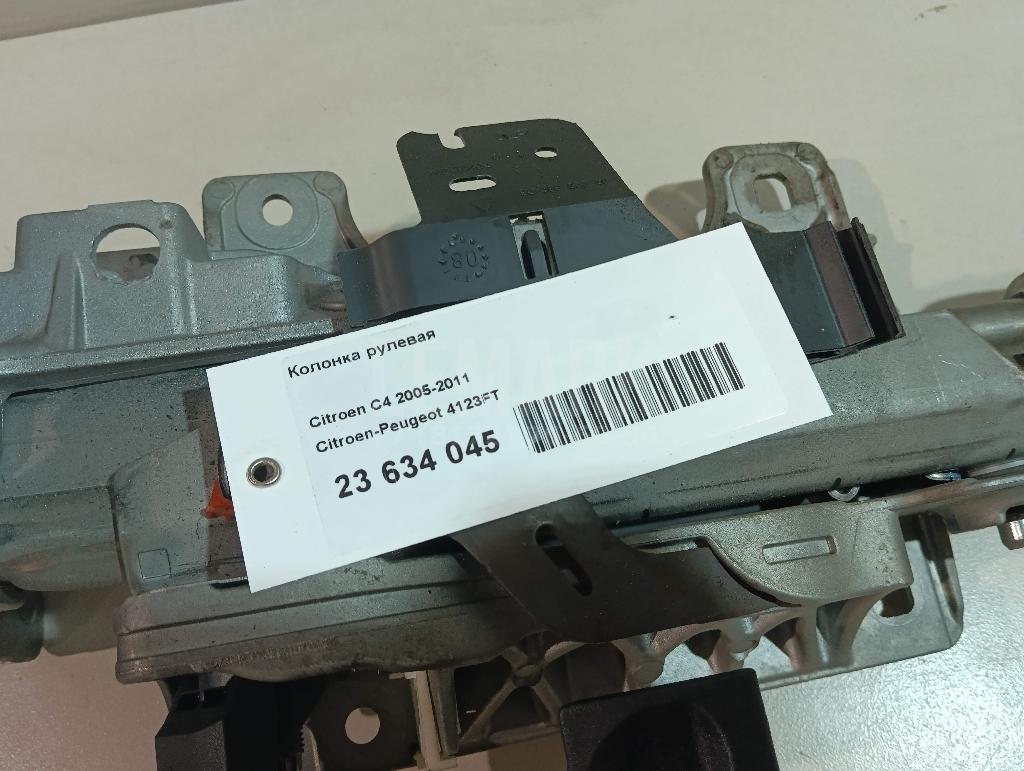 Колонка рулевая
Citroen C4 2005-2011
Citroen-Peugeot 4123FT
23 634 045